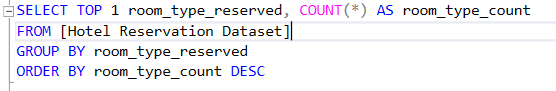 SELECT TOP 1 room_type_reserved, COUNT(*) AS room_type_count
FROM [Hotel Reservation Dataset]
GROUP BY room_type_reserved
ORDER BY room_type_count DESC